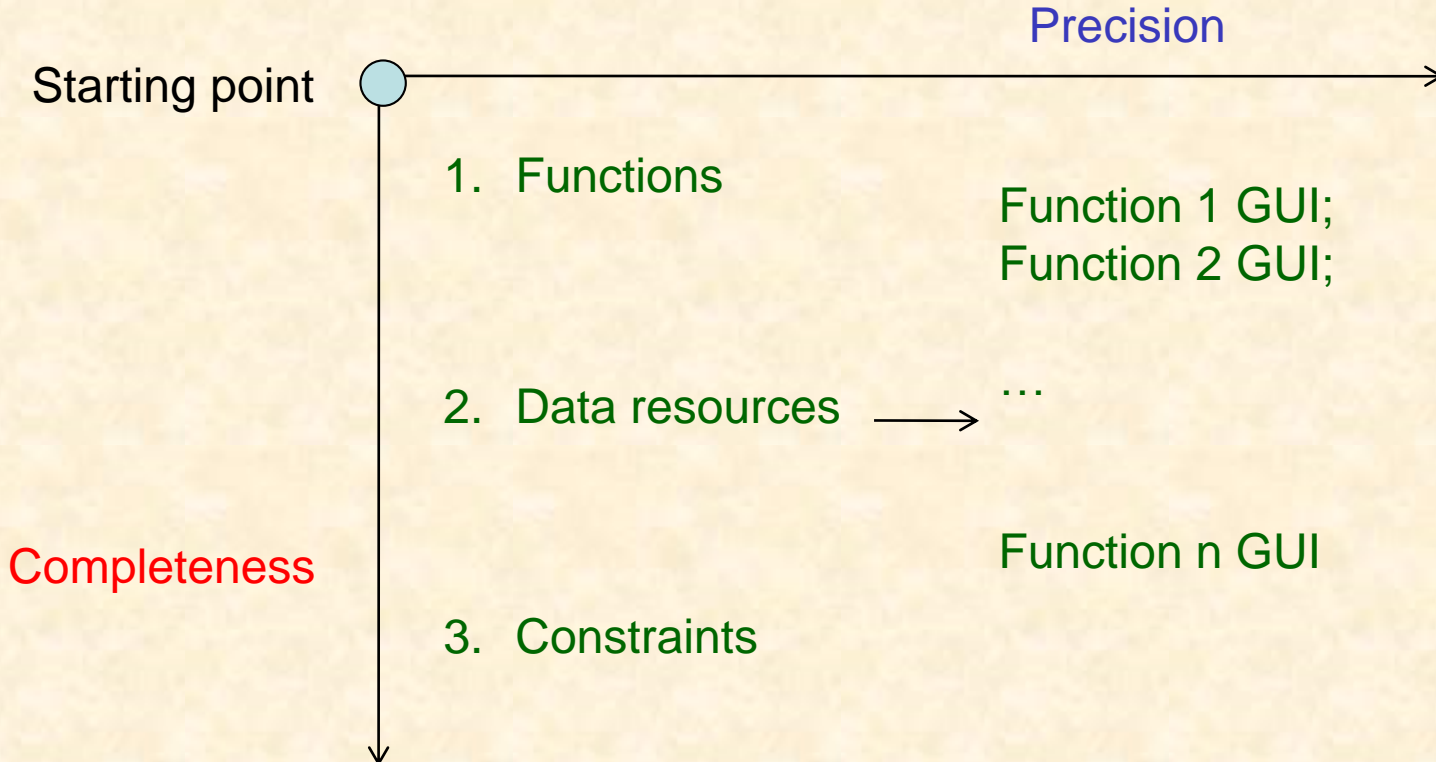 Precision
Starting point
1. Functions
Function 1 GUI;
Function 2 GUI;
…
2. Data resources
Function n GUI
Completeness
3. Constraints